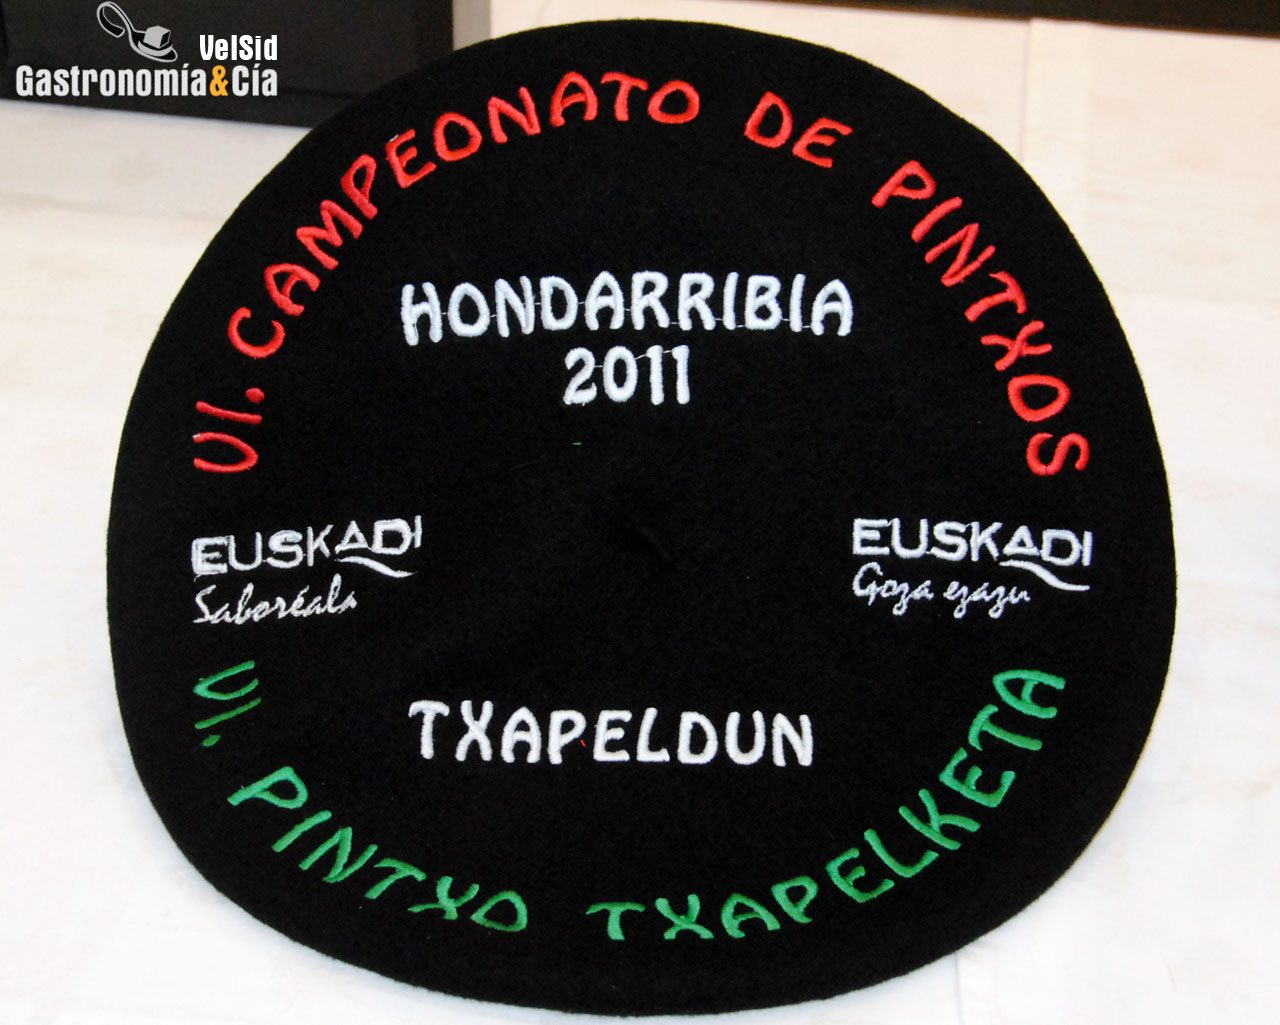 VelSid
Gastronomía&Cía
VI. CAMPEONATO DE PINTXOS
HONDARRIBIA
2011
EUSKADI
Saboréala
EUSKADI
Goza ezazu
TXAPELDUN
VI. PINTXO TXAPELKETA